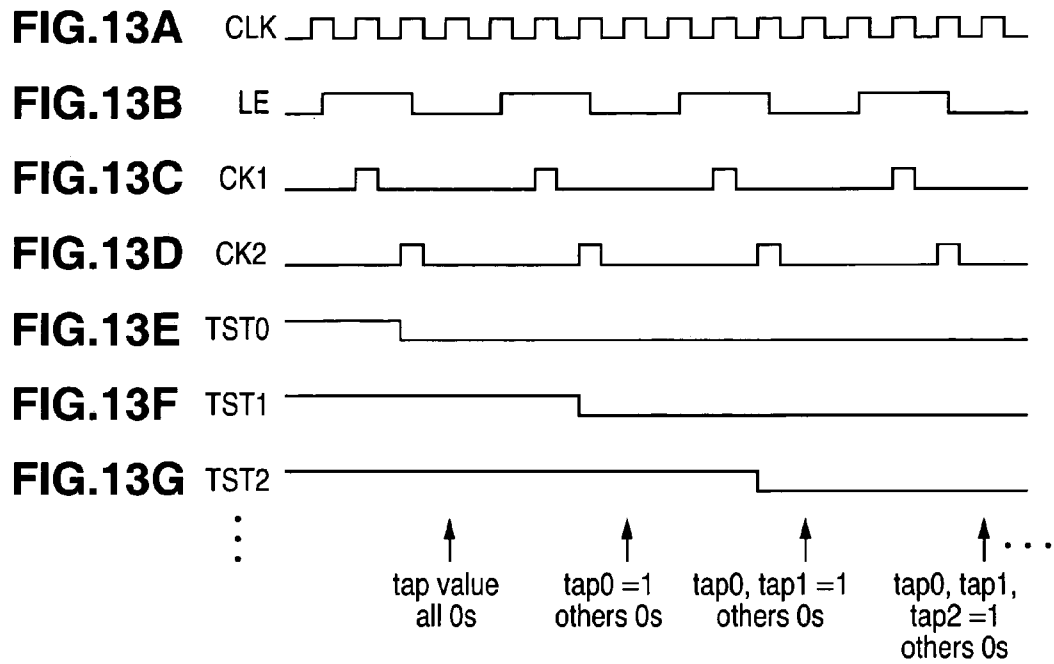 FIG.13A CLK
FIG.13B LE
FIG.13C CK1
FIG.13D CK2
FIG.13E TST0
FIG.13F TST1
FIG.13G TST2
tap value
all 0s
tap0 =1
others 0s
tap0, tap1 =1
others 0s
tap0, tap1,
tap2 =1
others 0s